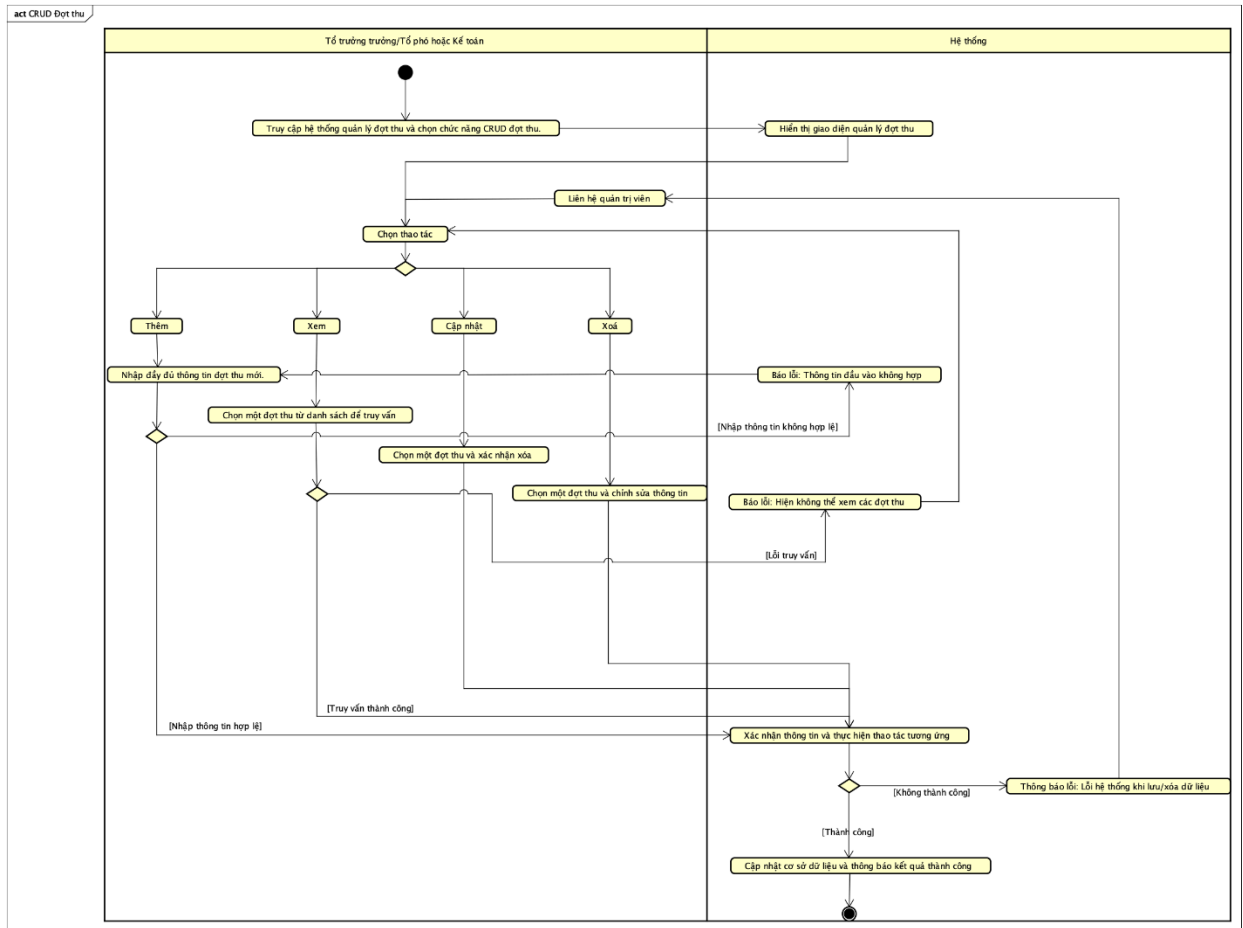 act CRUD Đợt thu
Tổ trưởng trưởng/Tổ phó hoặc Kế toán
Hệ thống
Truy cập hệ thống quản lý đợt thu và chọn chức năng CRUD đợt thu.
Hiển thị giao diện quản lý đợt thu
Liên hệ quản trị viên
Chọn thao tác
Thêm
Xem
Cập nhật
Xoá
Nhập đầy đủ thông tin đợt thu mới.
Báo lỗi: Thông tin đầu vào không hợp
Chọn một đợt thu từ danh sách để truy vấn
[Nhập thông tin không hợp lệ]
Chọn một đợt thu và xác nhận xóa
Chọn một đợt thu và chỉnh sửa thông tin
Báo lỗi: Hiện không thể xem các đợt thu
[Lỗi truy vấn]
[Truy vấn thành công]
[Nhập thông tin hợp lệ]
Xác nhận thông tin và thực hiện thao tác tương ứng
[Không thành công]
Thông báo lỗi: Lỗi hệ thống khi lưu/xóa dữ liệu
[Thành công]
Cập nhật cơ sở dữ liệu và thông báo kết quả thành công